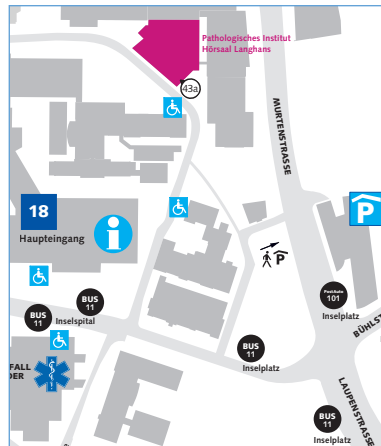 Pathologisches Institut
Hörsaal Langhans
43a
MURTENSTRASSE
18
Haupteingang
i
P
P
BUS
11
BUS
11
Inselspital
PostAuto
101
Inselplatz
BUS
11
Inselplatz
BÜHLST
FALL
DER
LAUPENSTRASSE
BUS
11
Inselplatz